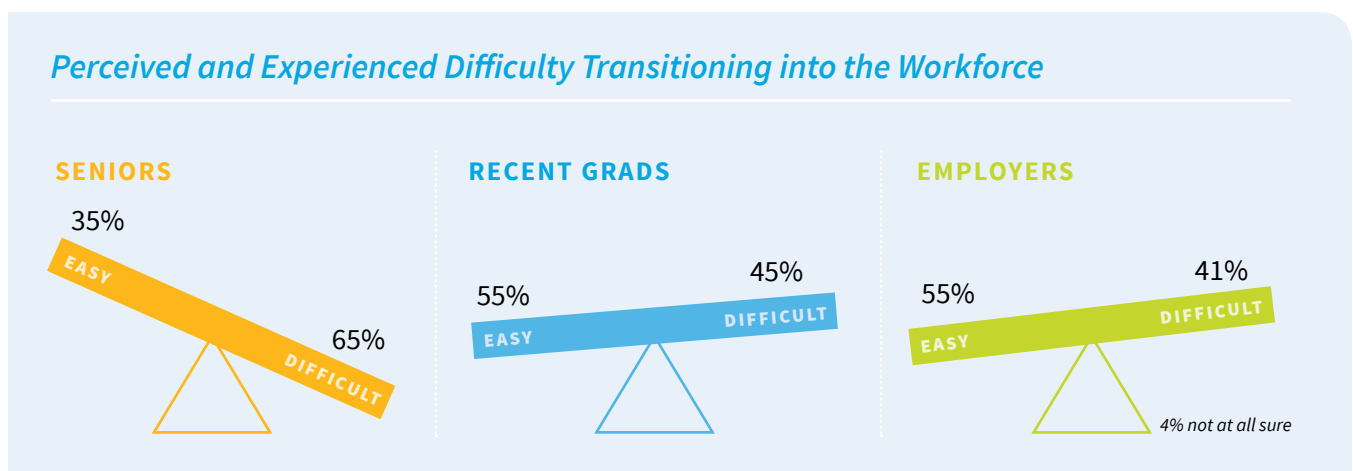 Perceived and Experienced Difficulty Transitioning into the Workforce
SENIORS
35%
EASY
65%
DIFFICULT
RECENT GRADS
55%
EASY
45%
DIFFICULT
EMPLOYERS
55%
EASY
41%
DIFFICULT
4% not at all sure